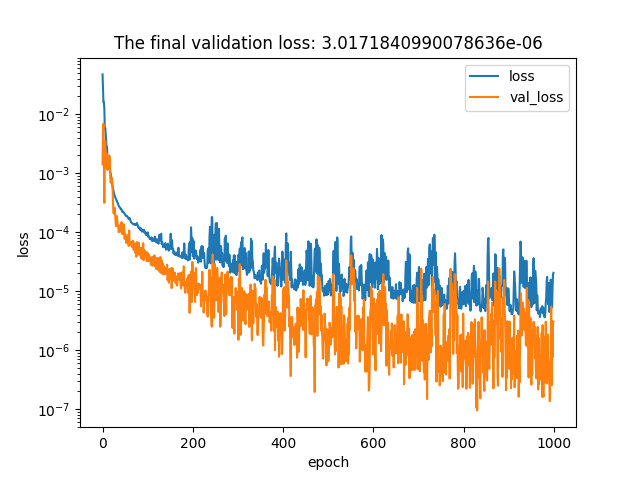 The final validation loss: 3.0171840990078636e-06
loss
val_loss
10⁻²
10⁻³
10⁻⁴
10⁻⁵
10⁻⁶
10⁻⁷
loss
0 200 400 600 800 1000
epoch